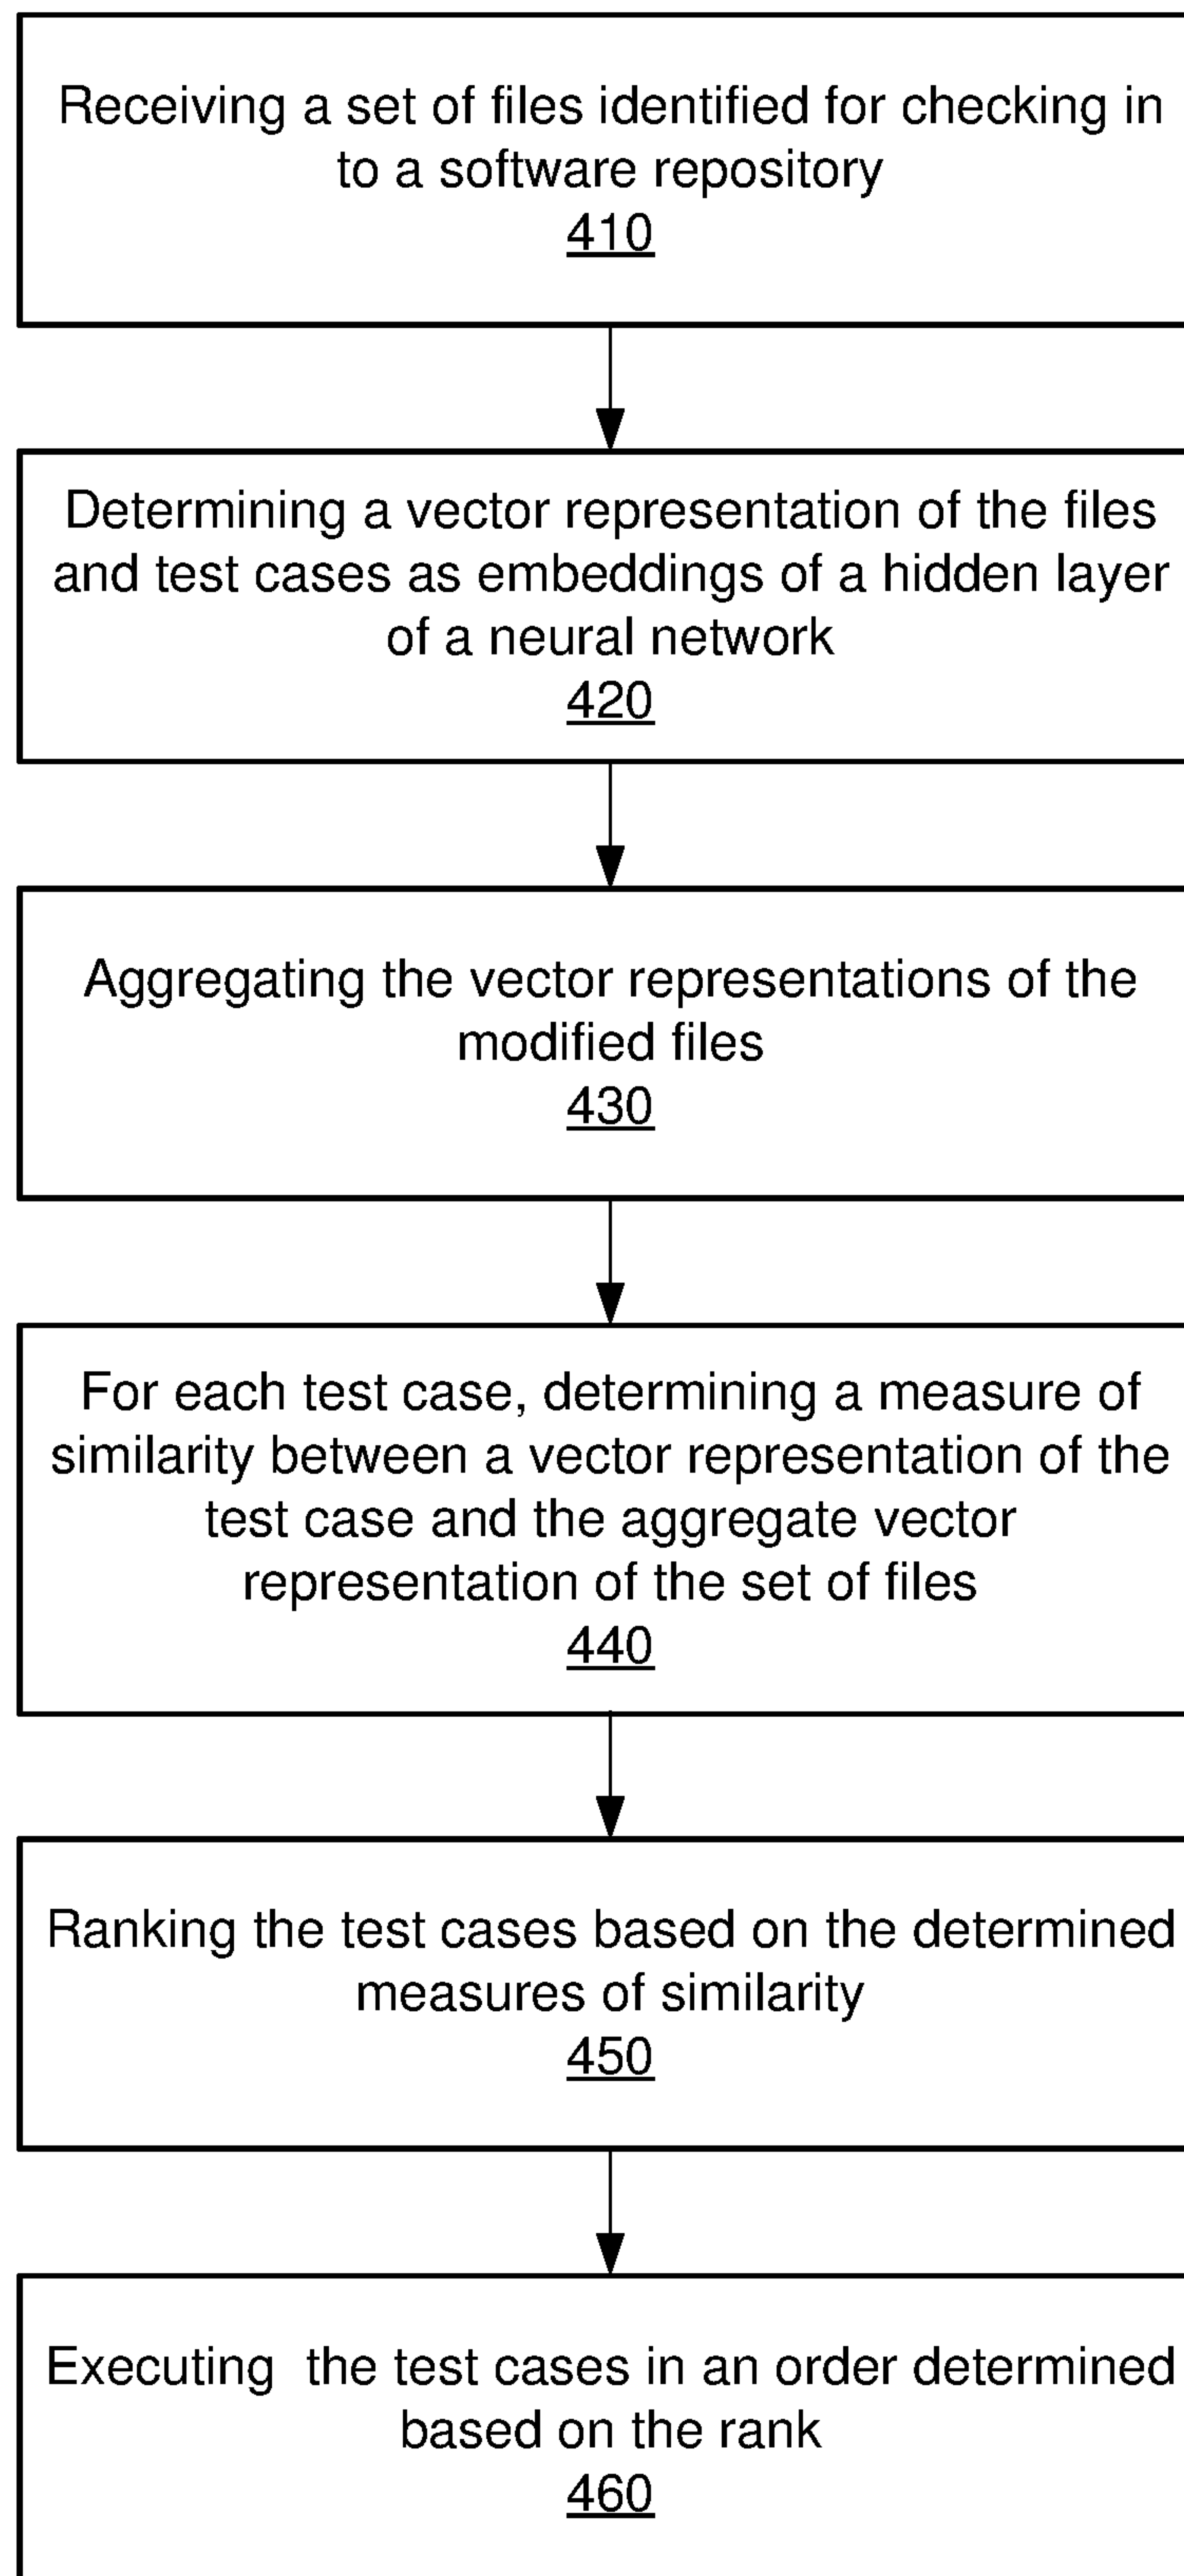 Receiving a set of files identified for checking in
to a software repository
410
Determining a vector representation of the files
and test cases as embeddings of a hidden layer
of a neural network
420
Aggregating the vector representations of the
modified files
430
For each test case, determining a measure of
similarity between a vector representation of the
test case and the aggregate vector
representation of the set of files
440
Ranking the test cases based on the determined
measures of similarity
450
Executing  the test cases in an order determined
based on the rank
460